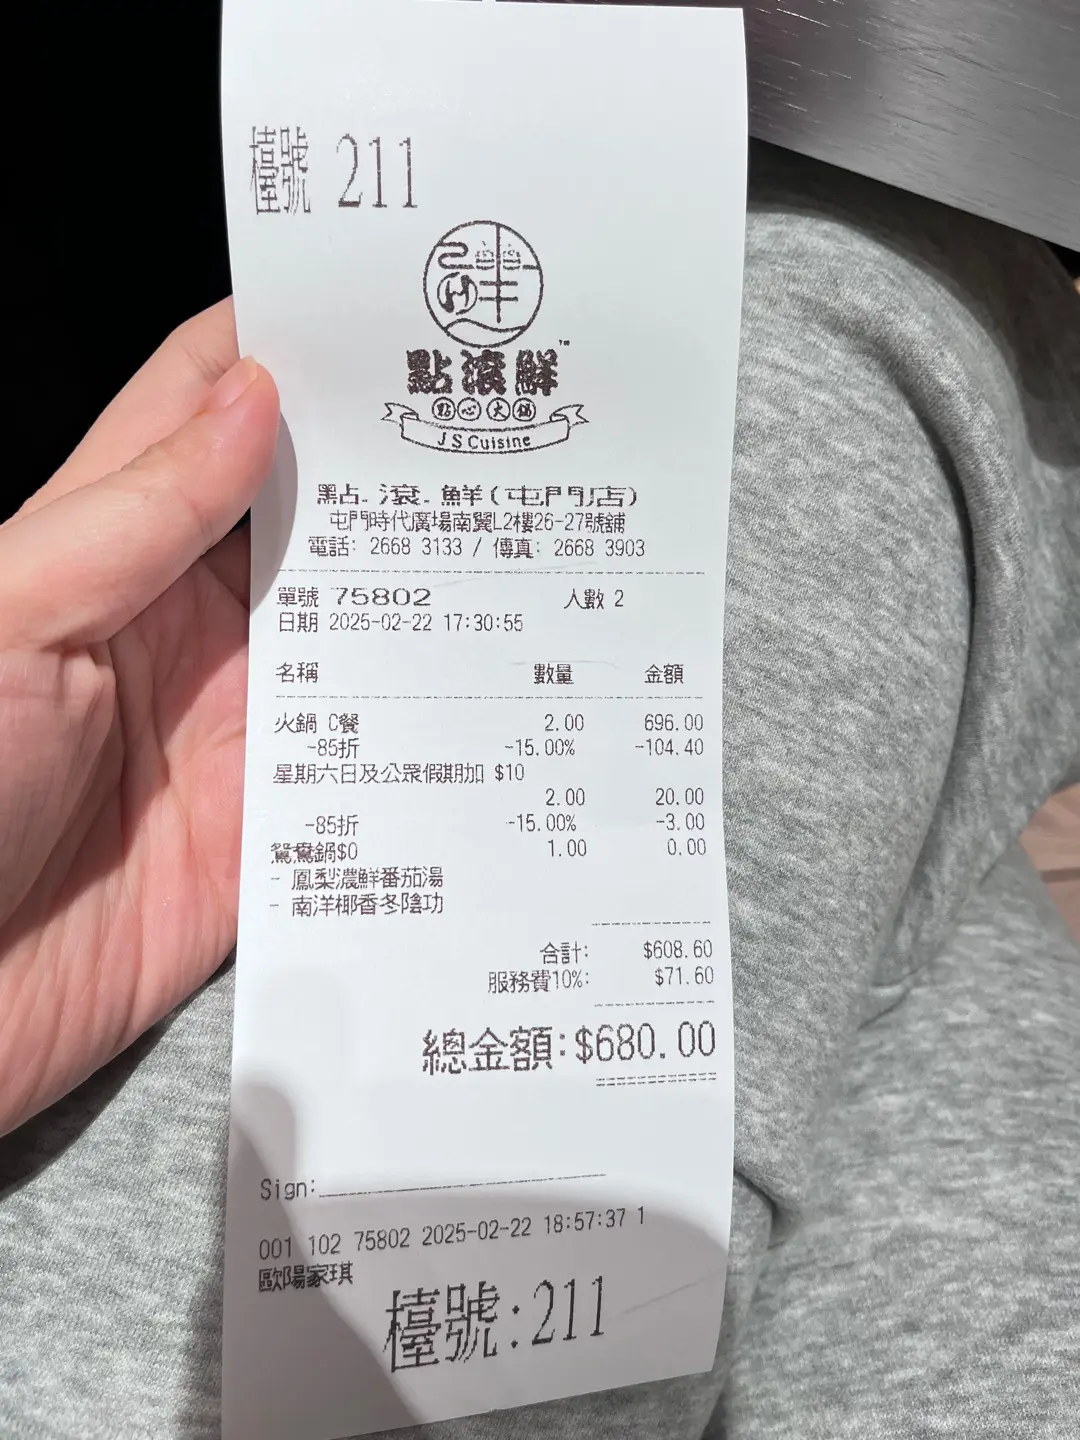 檯號 211
鮮
點滾鮮™
點心火鍋
J S Cuisine
點.滾.鮮(屯門店)
屯門時代廣場南翼L2樓26-27號舖
電話: 2668 3133 / 傳真: 2668 3903
單號 75802 人數 2
日期 2025-02-22 17:30:55
名稱 數量 金額
火鍋 C餐 2.00 696.00
-85折 -15.00% -104.40
星期六日及公眾假期加 $10
2.00 20.00
-85折 -15.00% -3.00
鴛鴦鍋$0 1.00 0.00
- 鳳梨濃鮮番茄湯
- 南洋椰香冬陰功
合計: $608.60
服務費10%: $71.60
總金額:$680.00
Sign:
001 102 75802 2025-02-22 18:57:37 1
歐陽家琪
檯號:211